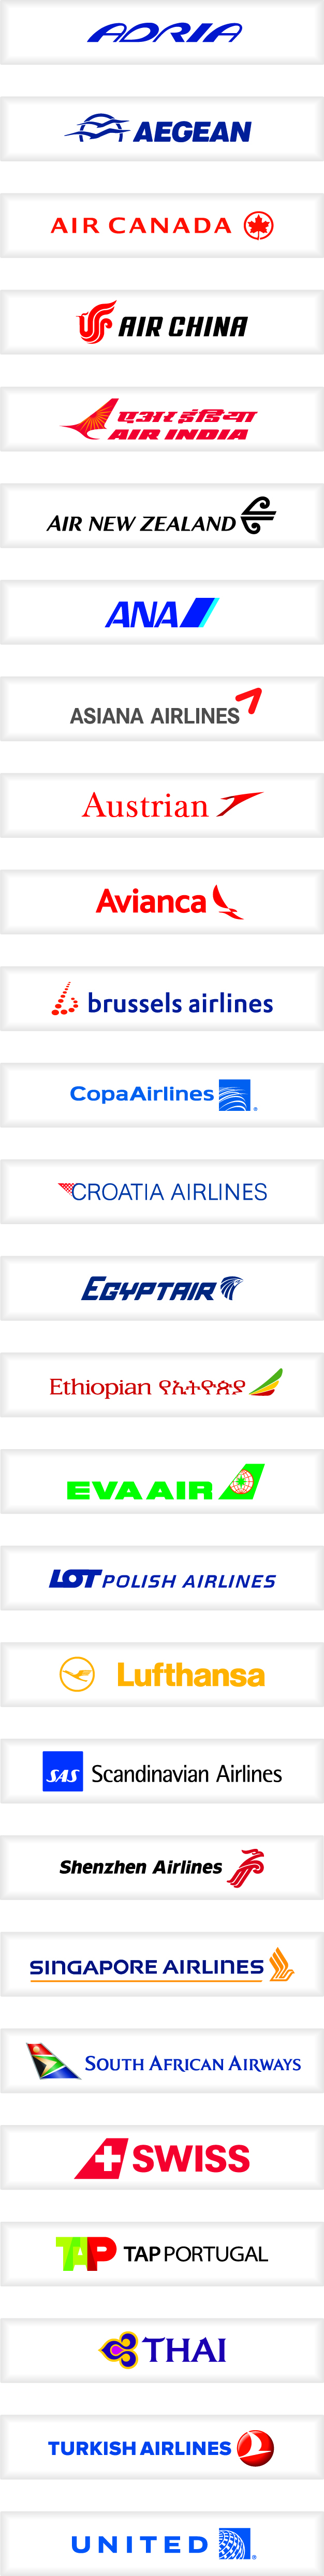 ADRIA
AEGEAN
AIR CANADA
AIR CHINA
एअर इंडिया
AIR INDIA
AIR NEW ZEALAND
ANA
ASIANA AIRLINES
Austrian
Avianca
brussels airlines
CopaAirlines ®
CROATIA AIRLINES
EGYPTAIR
Ethiopian የኢትዮጵያ
EVA AIR
LOT POLISH AIRLINES
Lufthansa
SAS Scandinavian Airlines
Shenzhen Airlines
SINGAPORE AIRLINES
SOUTH AFRICAN AIRWAYS
SWISS
TAP TAP PORTUGAL
THAI
TURKISH AIRLINES
UNITED ®